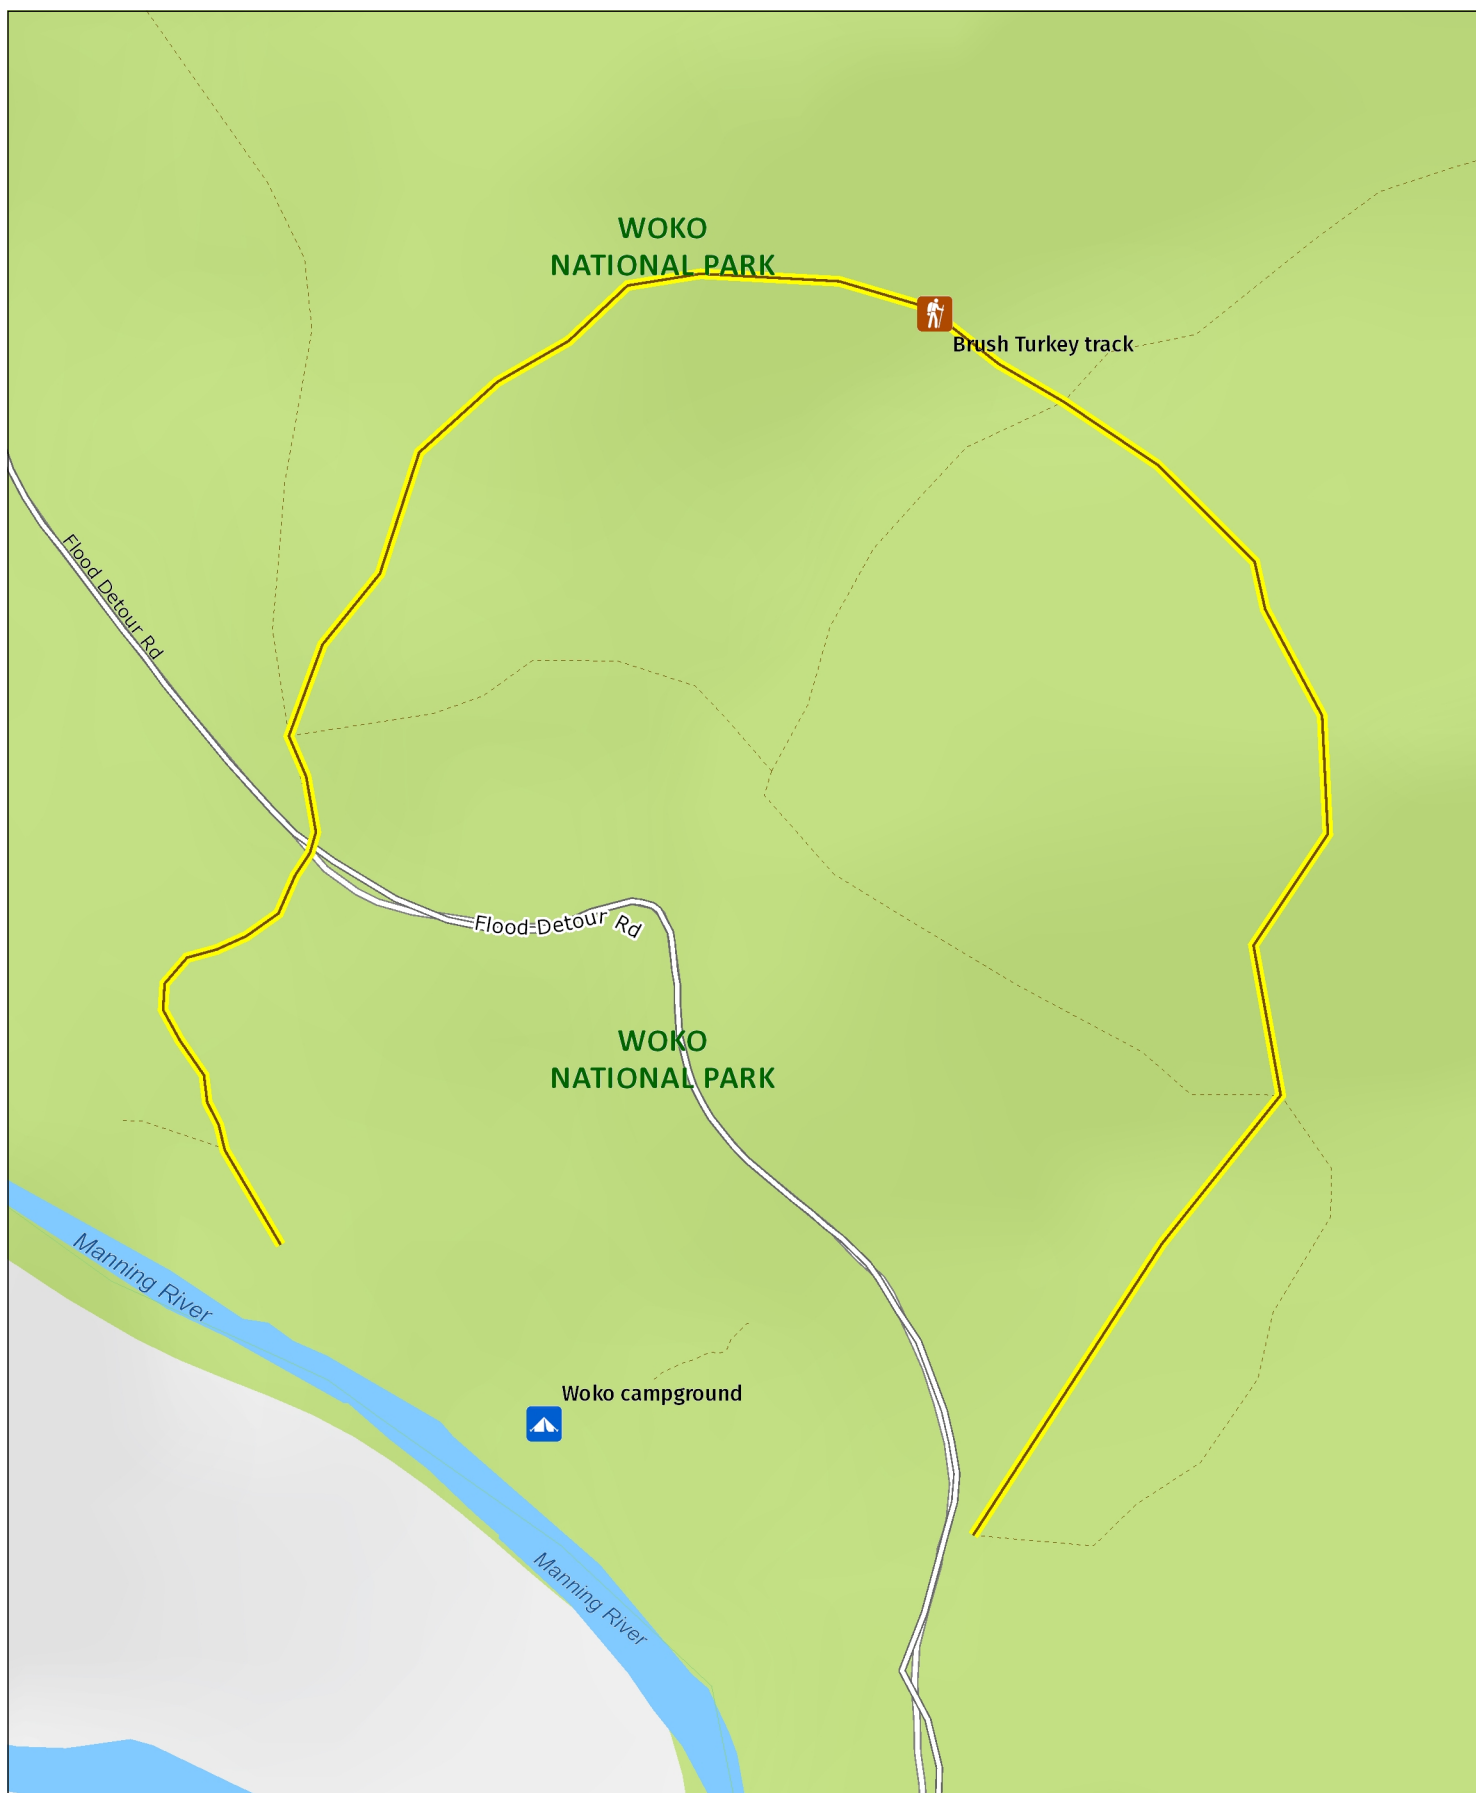 WOKO
NATIONAL PARK
Brush Turkey track
Flood Detour Rd
Flood Detour Rd
WOKO
NATIONAL PARK
Manning River
Woko campground
Manning River